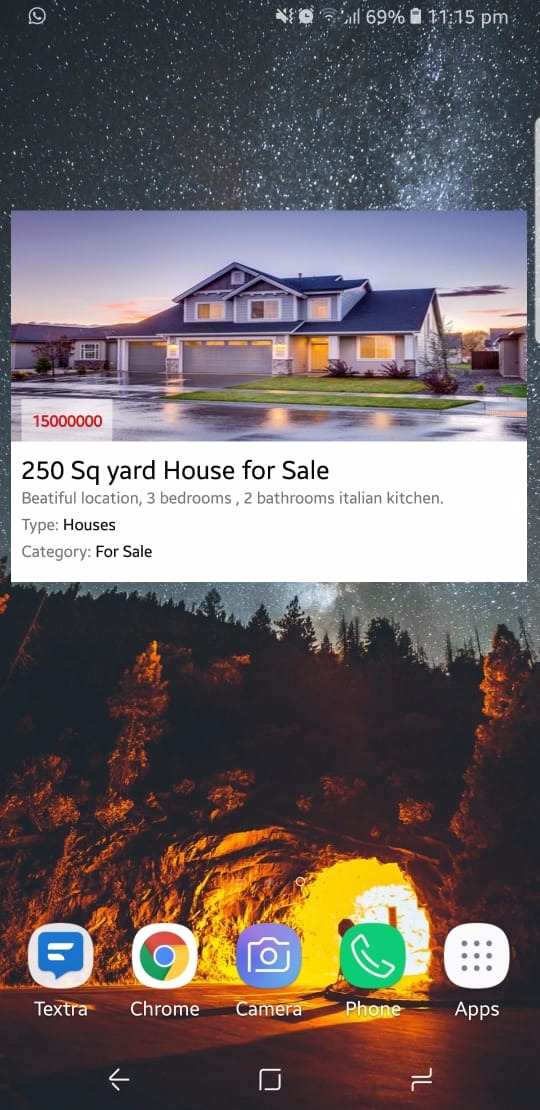 69% 11:15 pm
15000000
250 Sq yard House for Sale
Beatiful location, 3 bedrooms , 2 bathrooms italian kitchen.
Type: Houses
Category: For Sale
Textra Chrome Camera Phone Apps